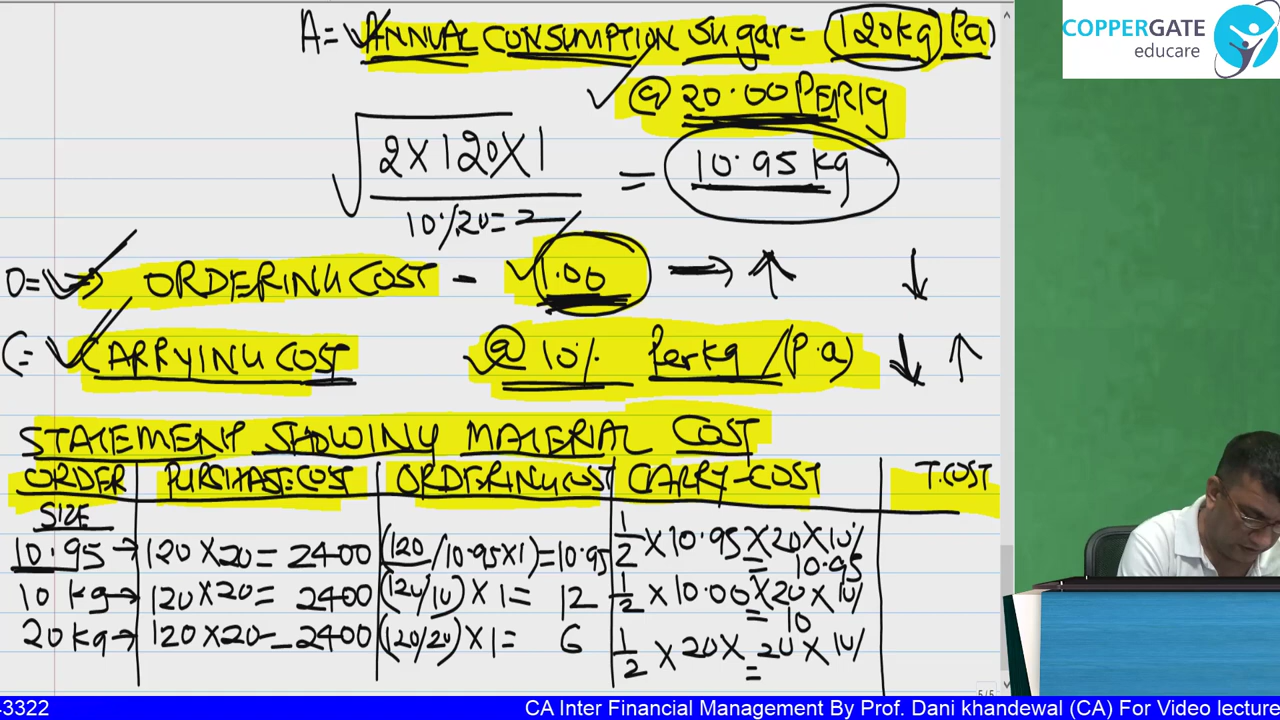 COPPERGATE
educare
A= ANNUAL CONSUMPTION Sugar= 120kg (Pa)
@ 20.00 PER Kg
√ 2 X 120 X 1 = 10.95 kg
10%/20=2
O= ORDERING COST - 1.00 → ↑ ↓
C= CARRYING COST @ 10% Per kg /(P.a) ↓ ↑
STATEMENT SHOWING MATERIAL COST
ORDER SIZE PURCHASE COST ORDERING COST CARRY-COST T.COST
10.95 → 120 X 20 = 2400 (120/10.95 X 1) = 10.95 1/2 X 10.95 X 20 X 10% = 10.95
10 kg → 120 X 20 = 2400 (120/10) X 1 = 12 1/2 X 10.00 X 20 X 10% = 10
20 kg → 120 X 20 - 2400 (120/20) X 1 = 6 1/2 X 20 X 20 X 10% =
5/5
-43322 CA Inter Financial Management By Prof. Dani khandewal (CA) For Video lecture